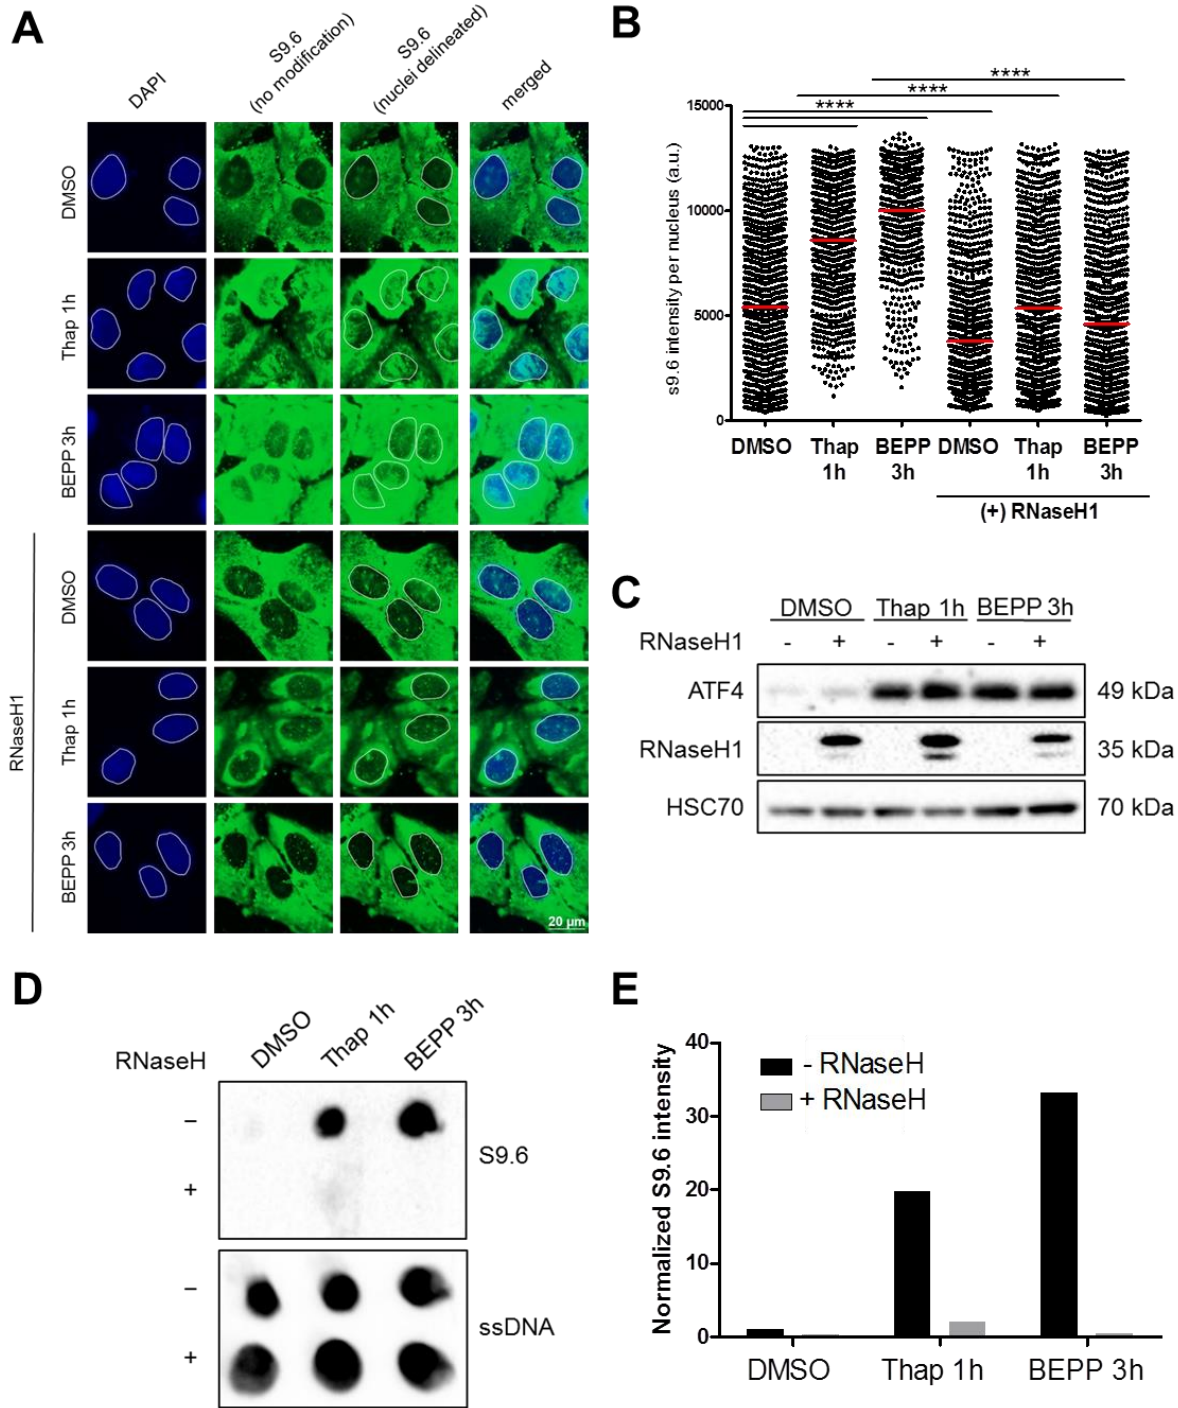 A
DAPI
S9.6
(no modification)
S9.6
(nuclei delineated)
merged
DMSO
Thap 1h
BEPP 3h
RNaseH1
DMSO
Thap 1h
BEPP 3h
20 µm
B
****
****
****
s9.6 intensity per nucleus (a.u.)
15000
10000
5000
0
DMSO Thap 1h BEPP 3h DMSO Thap 1h BEPP 3h
(+) RNaseH1
C
DMSO Thap 1h BEPP 3h
RNaseH1 - + - + - +
ATF4 49 kDa
RNaseH1 35 kDa
HSC70 70 kDa
D
RNaseH DMSO Thap 1h BEPP 3h
−
S9.6
+
−
ssDNA
+
E
Normalized S9.6 intensity
40
30
20
10
0
- RNaseH
+ RNaseH
DMSO Thap 1h BEPP 3h